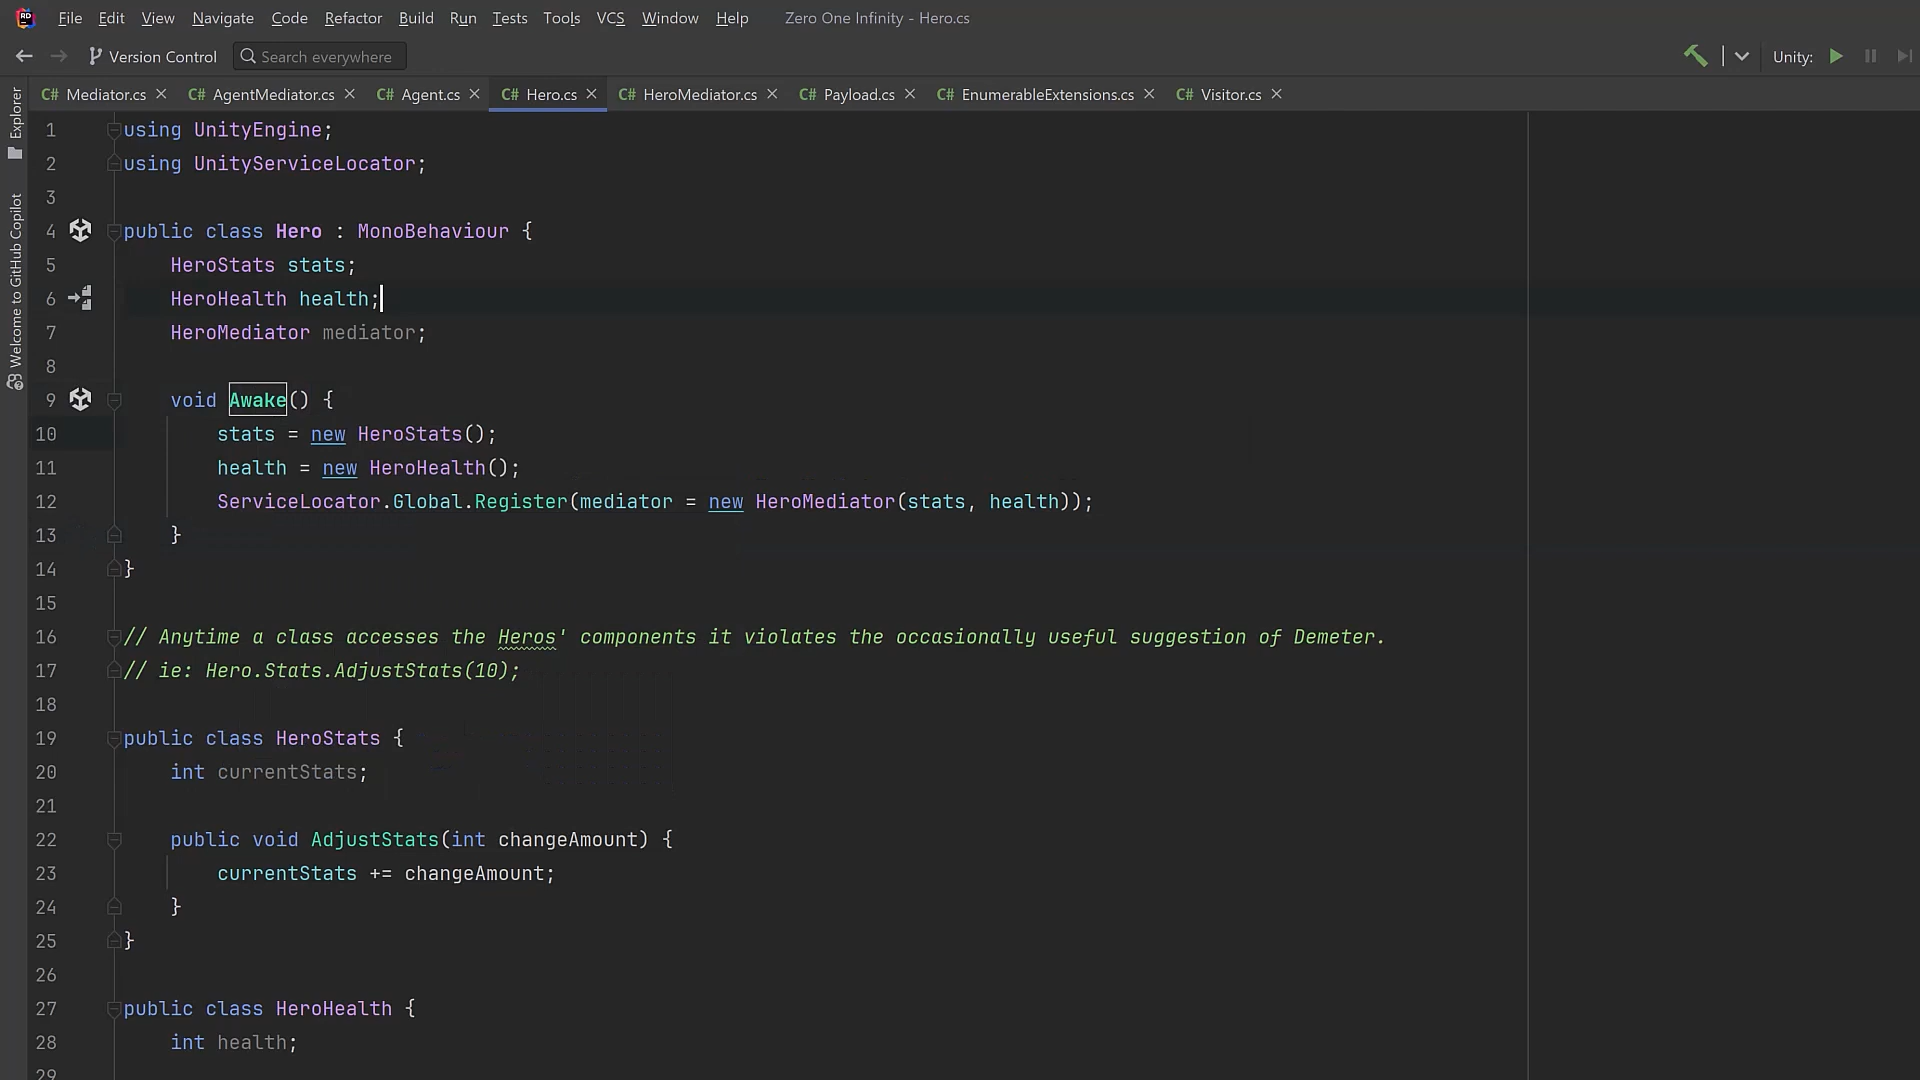 File Edit View Navigate Code Refactor Build Run Tests Tools VCS Window Help Zero One Infinity - Hero.cs
Version Control Search everywhere Unity:
C# Mediator.cs C# AgentMediator.cs C# Agent.cs C# Hero.cs C# HeroMediator.cs C# Payload.cs C# EnumerableExtensions.cs C# Visitor.cs
Explorer
Welcome to GitHub Copilot
1 using UnityEngine;
2 using UnityServiceLocator;
3
4 public class Hero : MonoBehaviour {
5 HeroStats stats;
6 HeroHealth health;
7 HeroMediator mediator;
8
9 void Awake() {
10 stats = new HeroStats();
11 health = new HeroHealth();
12 ServiceLocator.Global.Register(mediator = new HeroMediator(stats, health));
13 }
14 }
15
16 // Anytime a class accesses the Heros' components it violates the occasionally useful suggestion of Demeter.
17 // ie: Hero.Stats.AdjustStats(10);
18
19 public class HeroStats {
20 int currentStats;
21
22 public void AdjustStats(int changeAmount) {
23 currentStats += changeAmount;
24 }
25 }
26
27 public class HeroHealth {
28 int health;
29